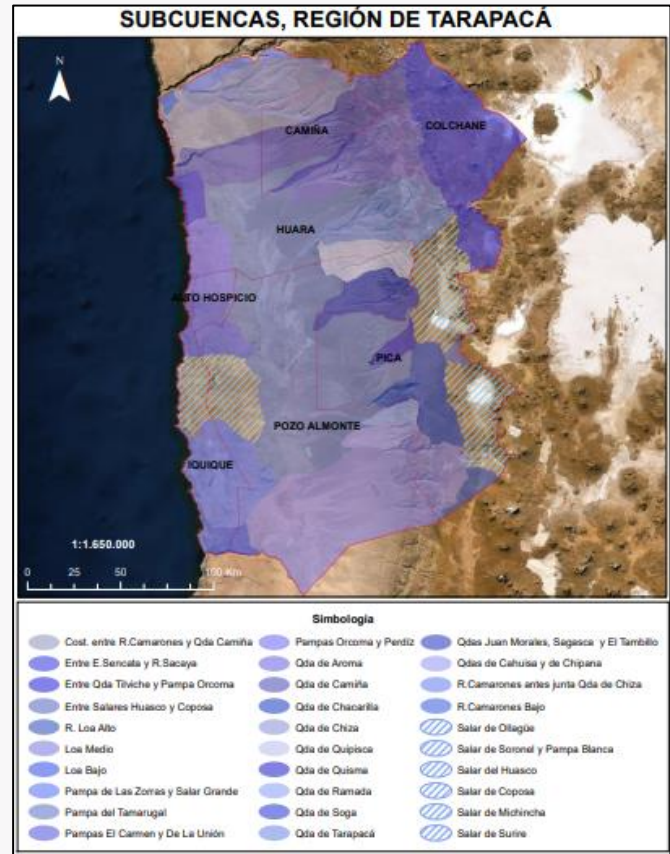 SUBCUENCAS, REGIÓN DE TARAPACÁ
N
CAMIÑA
COLCHANE
HUARA
ALTO HOSPICIO
PICA
POZO ALMONTE
IQUIQUE
1:1.650.000
0 25 50 100 Km
Simbología
Cost. entre R.Camarones y Qda Camiña
Entre E.Sencata y R.Sacaya
Entre Qda Tilviche y Pampa Orcoma
Entre Salares Huasco y Coposa
R. Loa Alto
Loa Medio
Loa Bajo
Pampa de Las Zorras y Salar Grande
Pampa del Tamarugal
Pampas El Carmen y De La Unión
Pampas Orcoma y Perdíz
Qda de Aroma
Qda de Camiña
Qda de Chacarilla
Qda de Chiza
Qda de Quipisca
Qda de Quisma
Qda de Ramada
Qda de Soga
Qda de Tarapacá
Qdas Juan Morales, Sagasca y El Tambillo
Qdas de Cahuisa y de Chipana
R.Camarones antes junta Qda de Chiza
R.Camarones Bajo
Salar de Ollagüe
Salar de Soronel y Pampa Blanca
Salar del Huasco
Salar de Coposa
Salar de Michincha
Salar de Surire